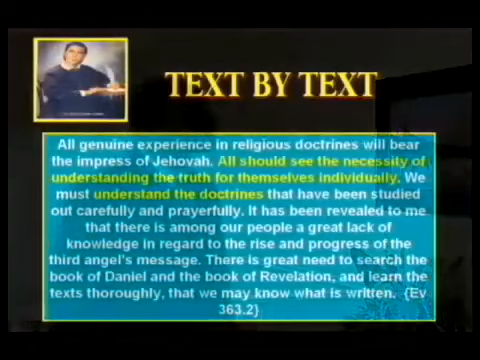 TEXT BY TEXT
All genuine experience in religious doctrines will bear
the impress of Jehovah. All should see the necessity of
understanding the truth for themselves individually. We
must understand the doctrines that have been studied
out carefully and prayerfully. It has been revealed to me
that there is among our people a great lack of
knowledge in regard to the rise and progress of the
third angel's message. There is great need to search the
book of Daniel and the book of Revelation, and learn the
texts thoroughly, that we may know what is written. {Ev
363.2}